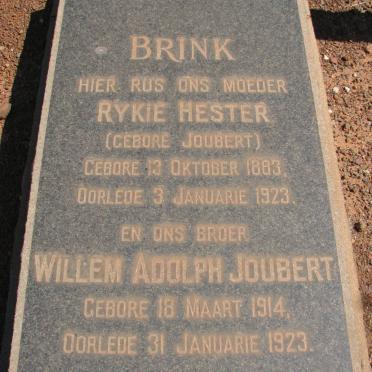 BRINK
HIER RUS ONS MOEDER
RYKIE HESTER
(GEBORE JOUBERT)
GEBORE 13 OKTOBER 1883,
OORLEDE 3 JANUARIE 1923.
EN ONS BROER
WILLEM ADOLPH JOUBERT
GEBORE 18 MAART 1914,
OORLEDE 31 JANUARIE 1923.